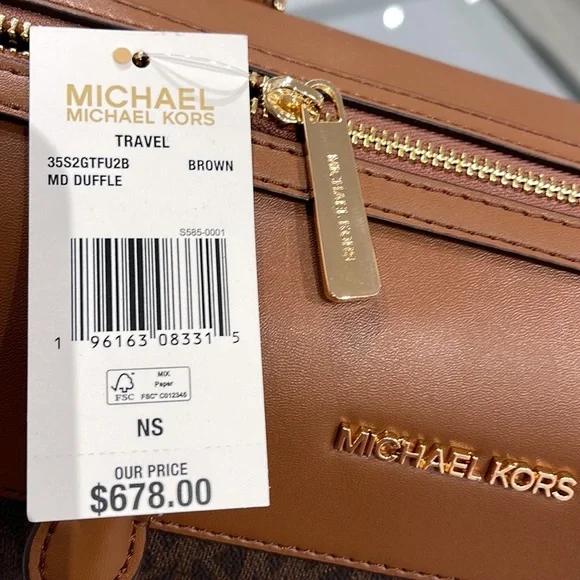 MICHAEL
MICHAEL KORS
TRAVEL
35S2GTFU2B BROWN
MD DUFFLE
S585-0001
1 96163 08331 5
FSC
MIX
Paper
FSC™ C012345
NS
OUR PRICE
$678.00
MICHAEL KORS
MICHAEL KORS